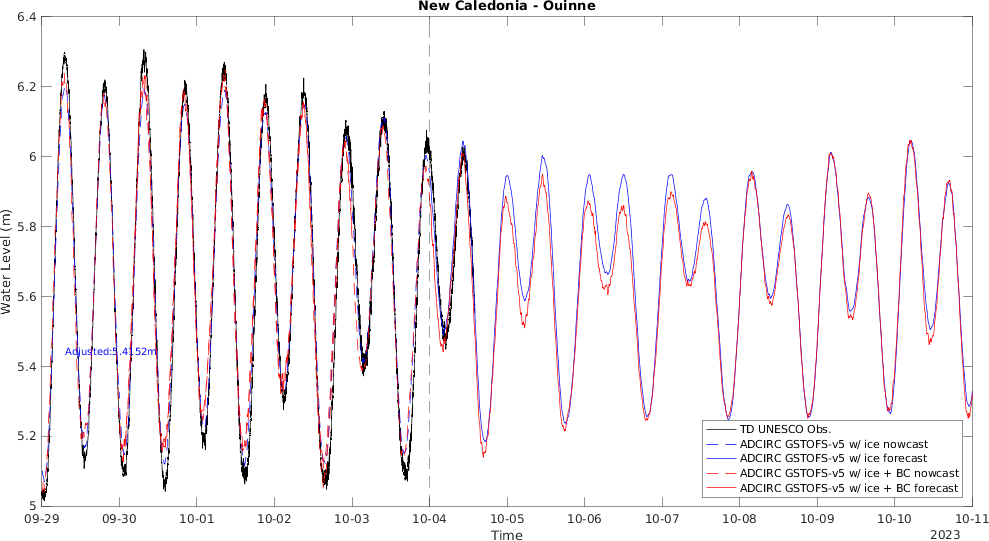 New Caledonia - Ouinne
6.4
6.2
6
5.8
5.6
5.4
5.2
5
Water Level (m)
Adjusted:5.4152m
TD UNESCO Obs.
ADCIRC GSTOFS-v5 w/ ice nowcast
ADCIRC GSTOFS-v5 w/ ice forecast
ADCIRC GSTOFS-v5 w/ ice + BC nowcast
ADCIRC GSTOFS-v5 w/ ice + BC forecast
09-29 09-30 10-01 10-02 10-03 10-04 10-05 10-06 10-07 10-08 10-09 10-10 10-11
Time
2023